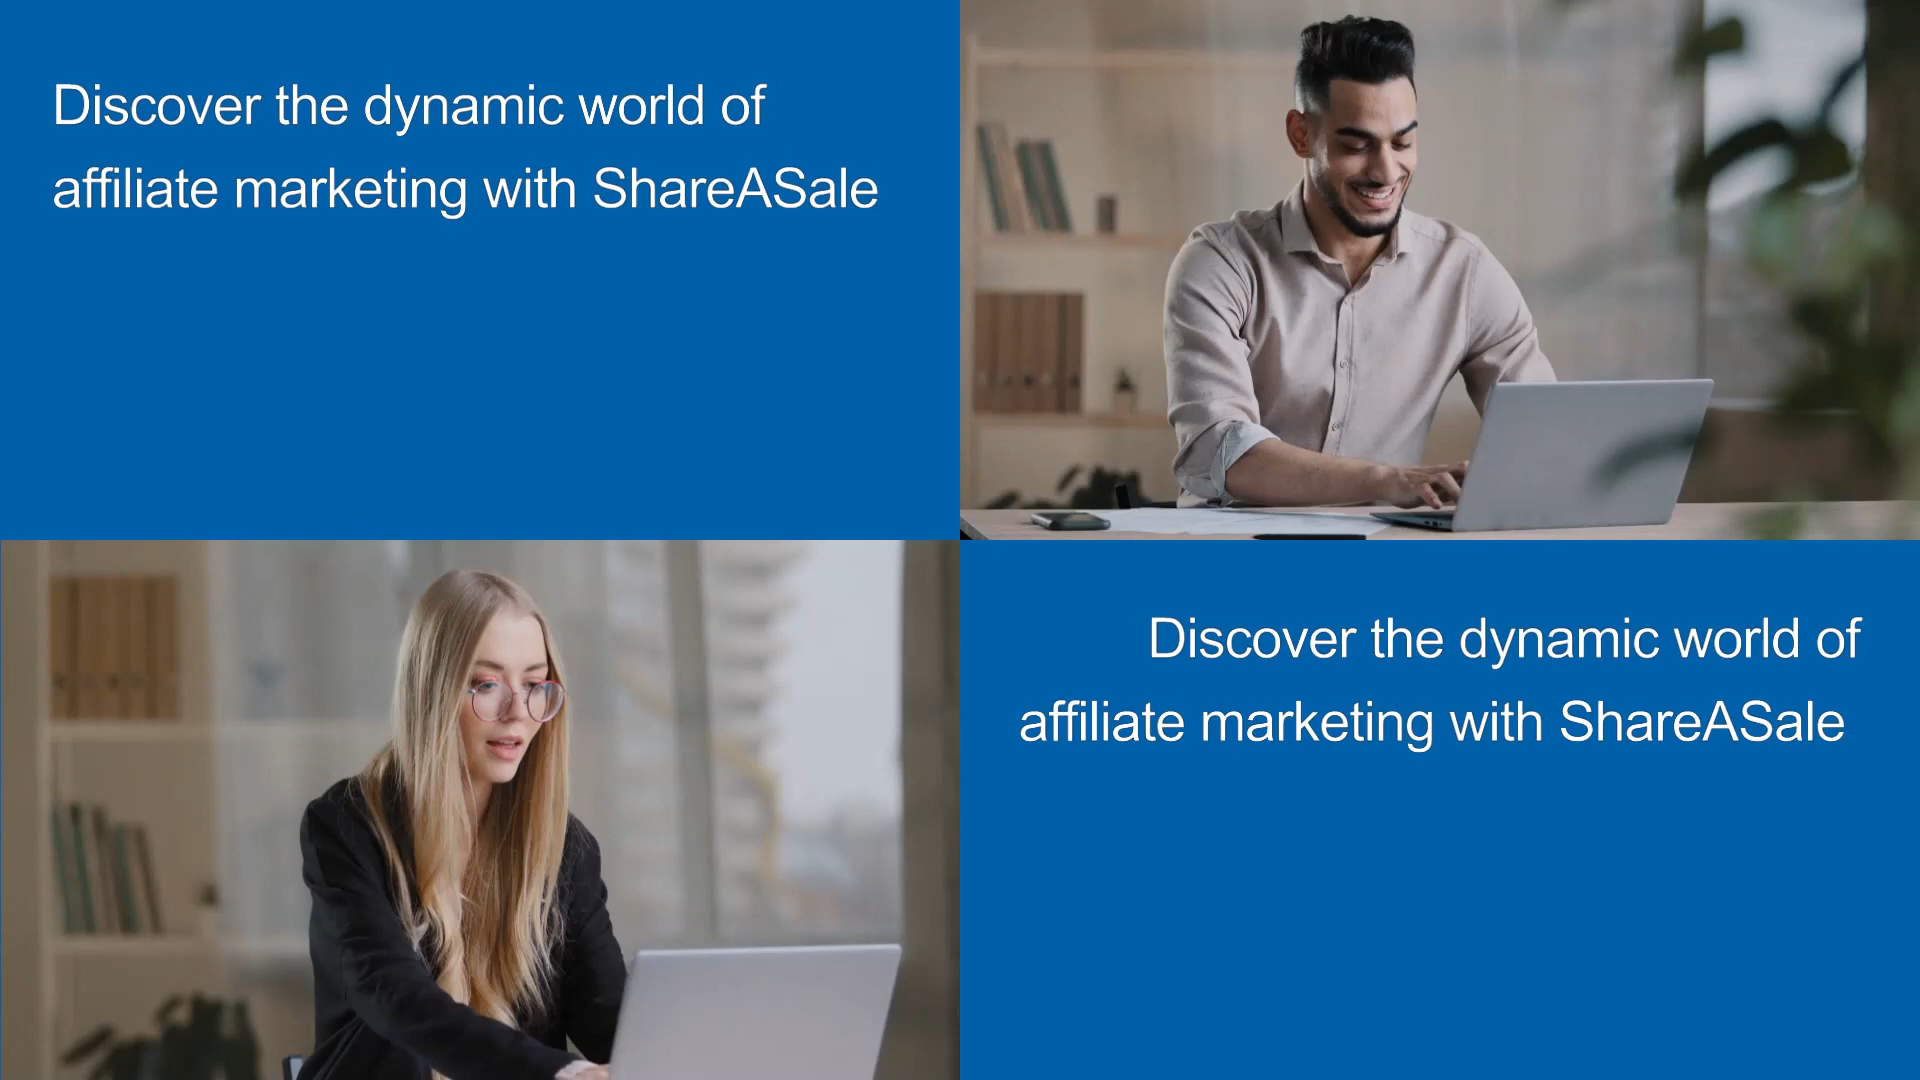 Discover the dynamic world of
affiliate marketing with ShareASale
Discover the dynamic world of
affiliate marketing with ShareASale